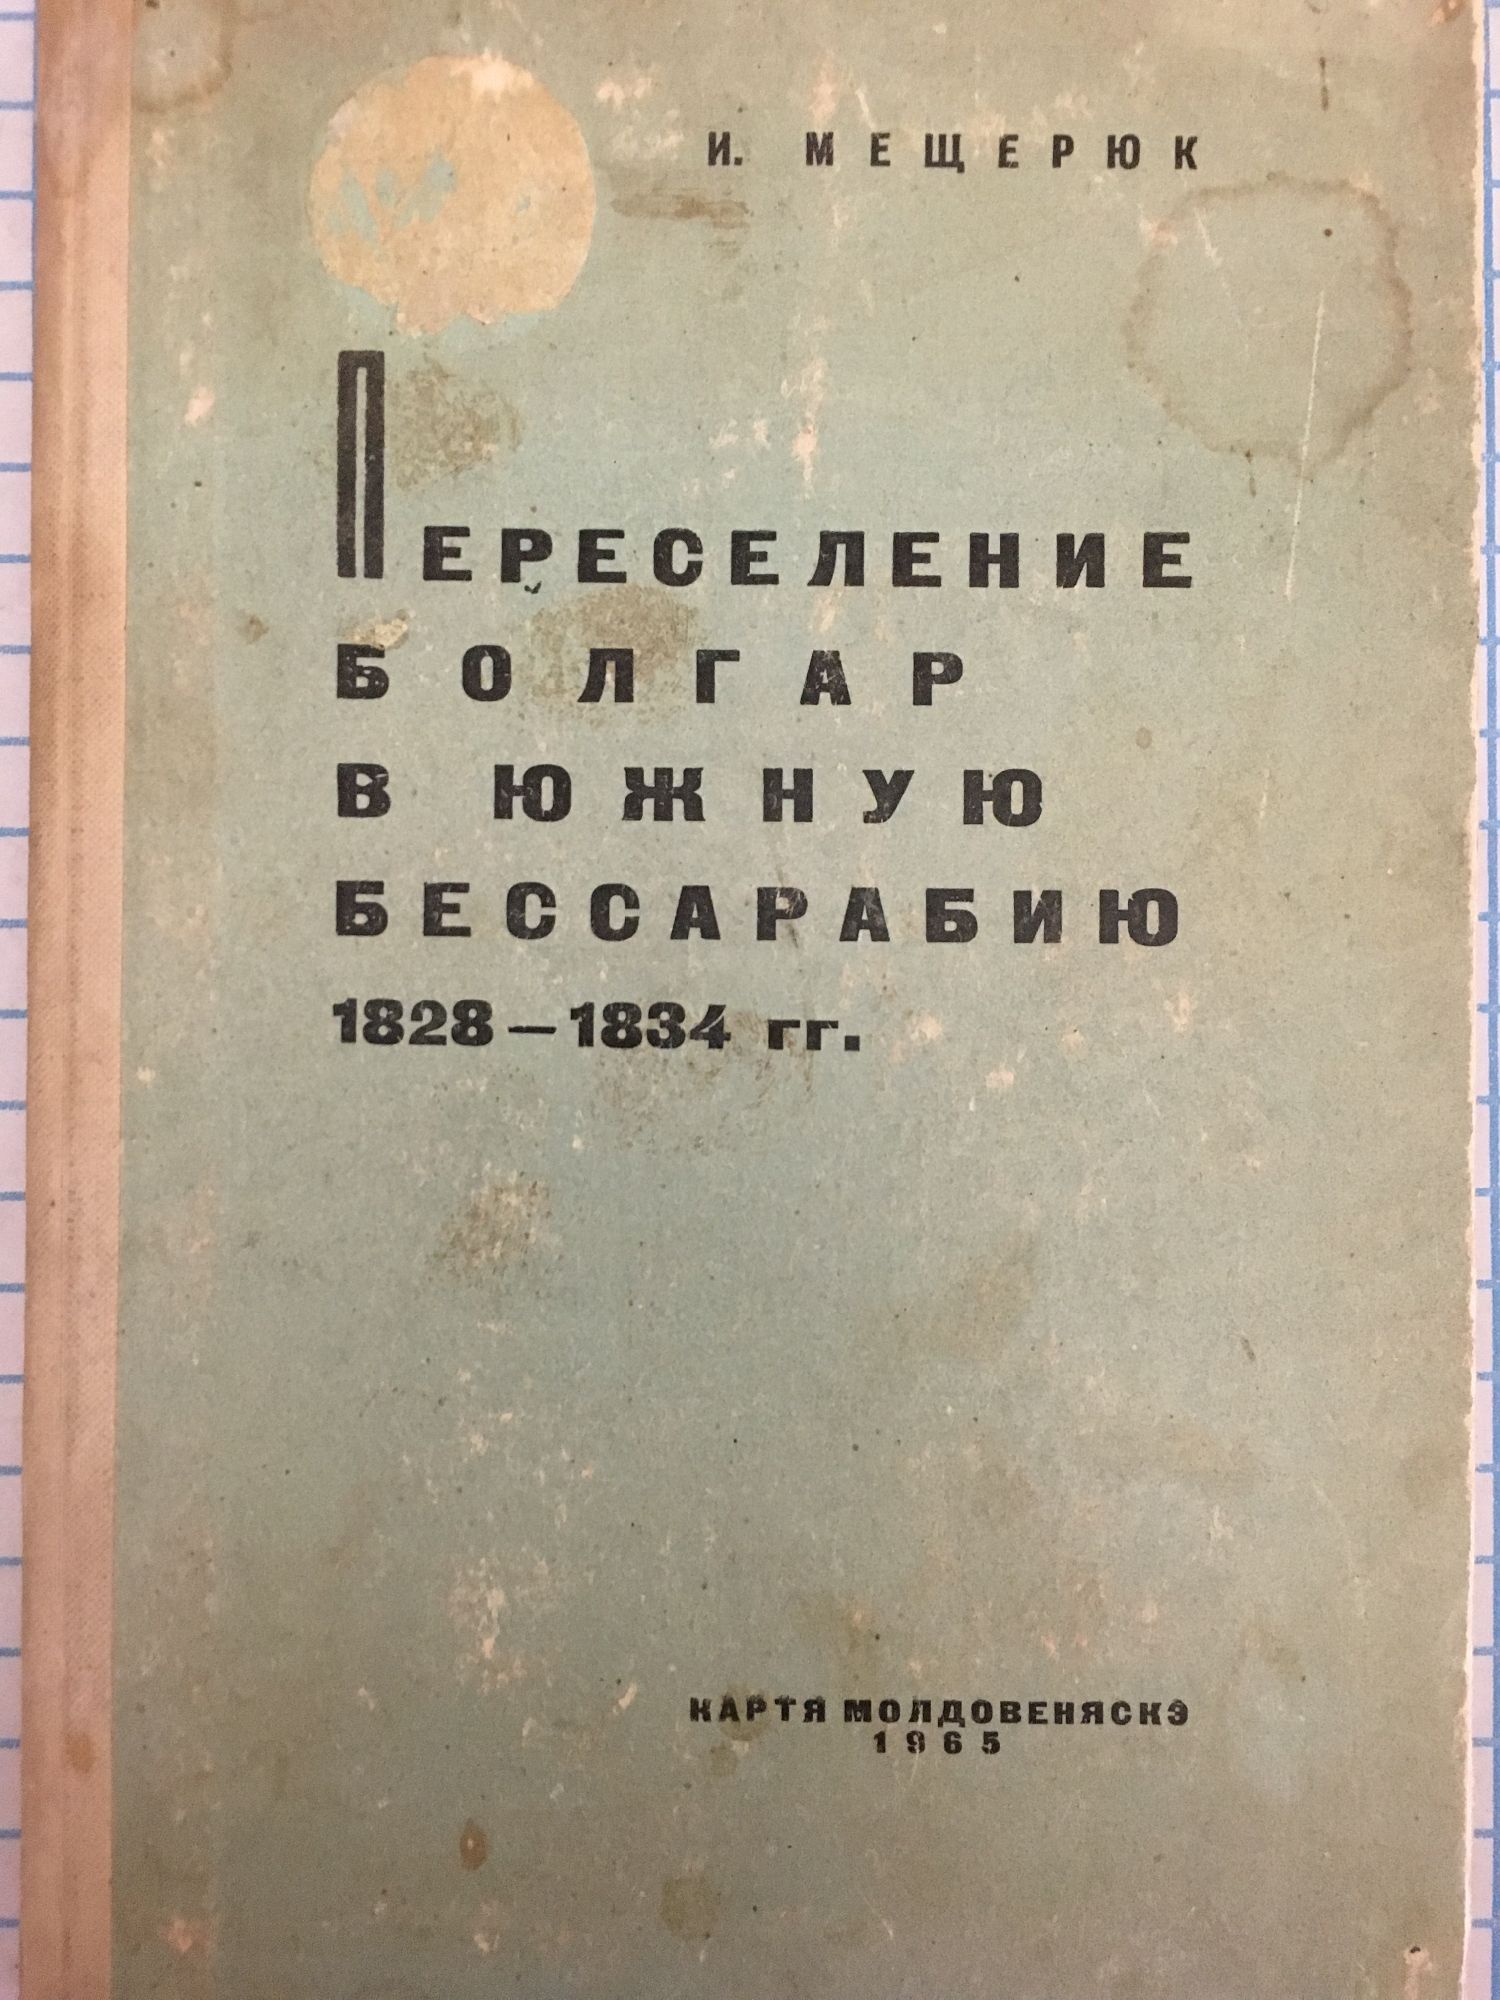 И. МЕЩЕРЮК
ПЕРЕСЕЛЕНИЕ
БОЛГАР
В ЮЖНУЮ
БЕССАРАБИЮ
1828—1834 гг.
КАРТЯ МОЛДОВЕНЯСКЭ
1965